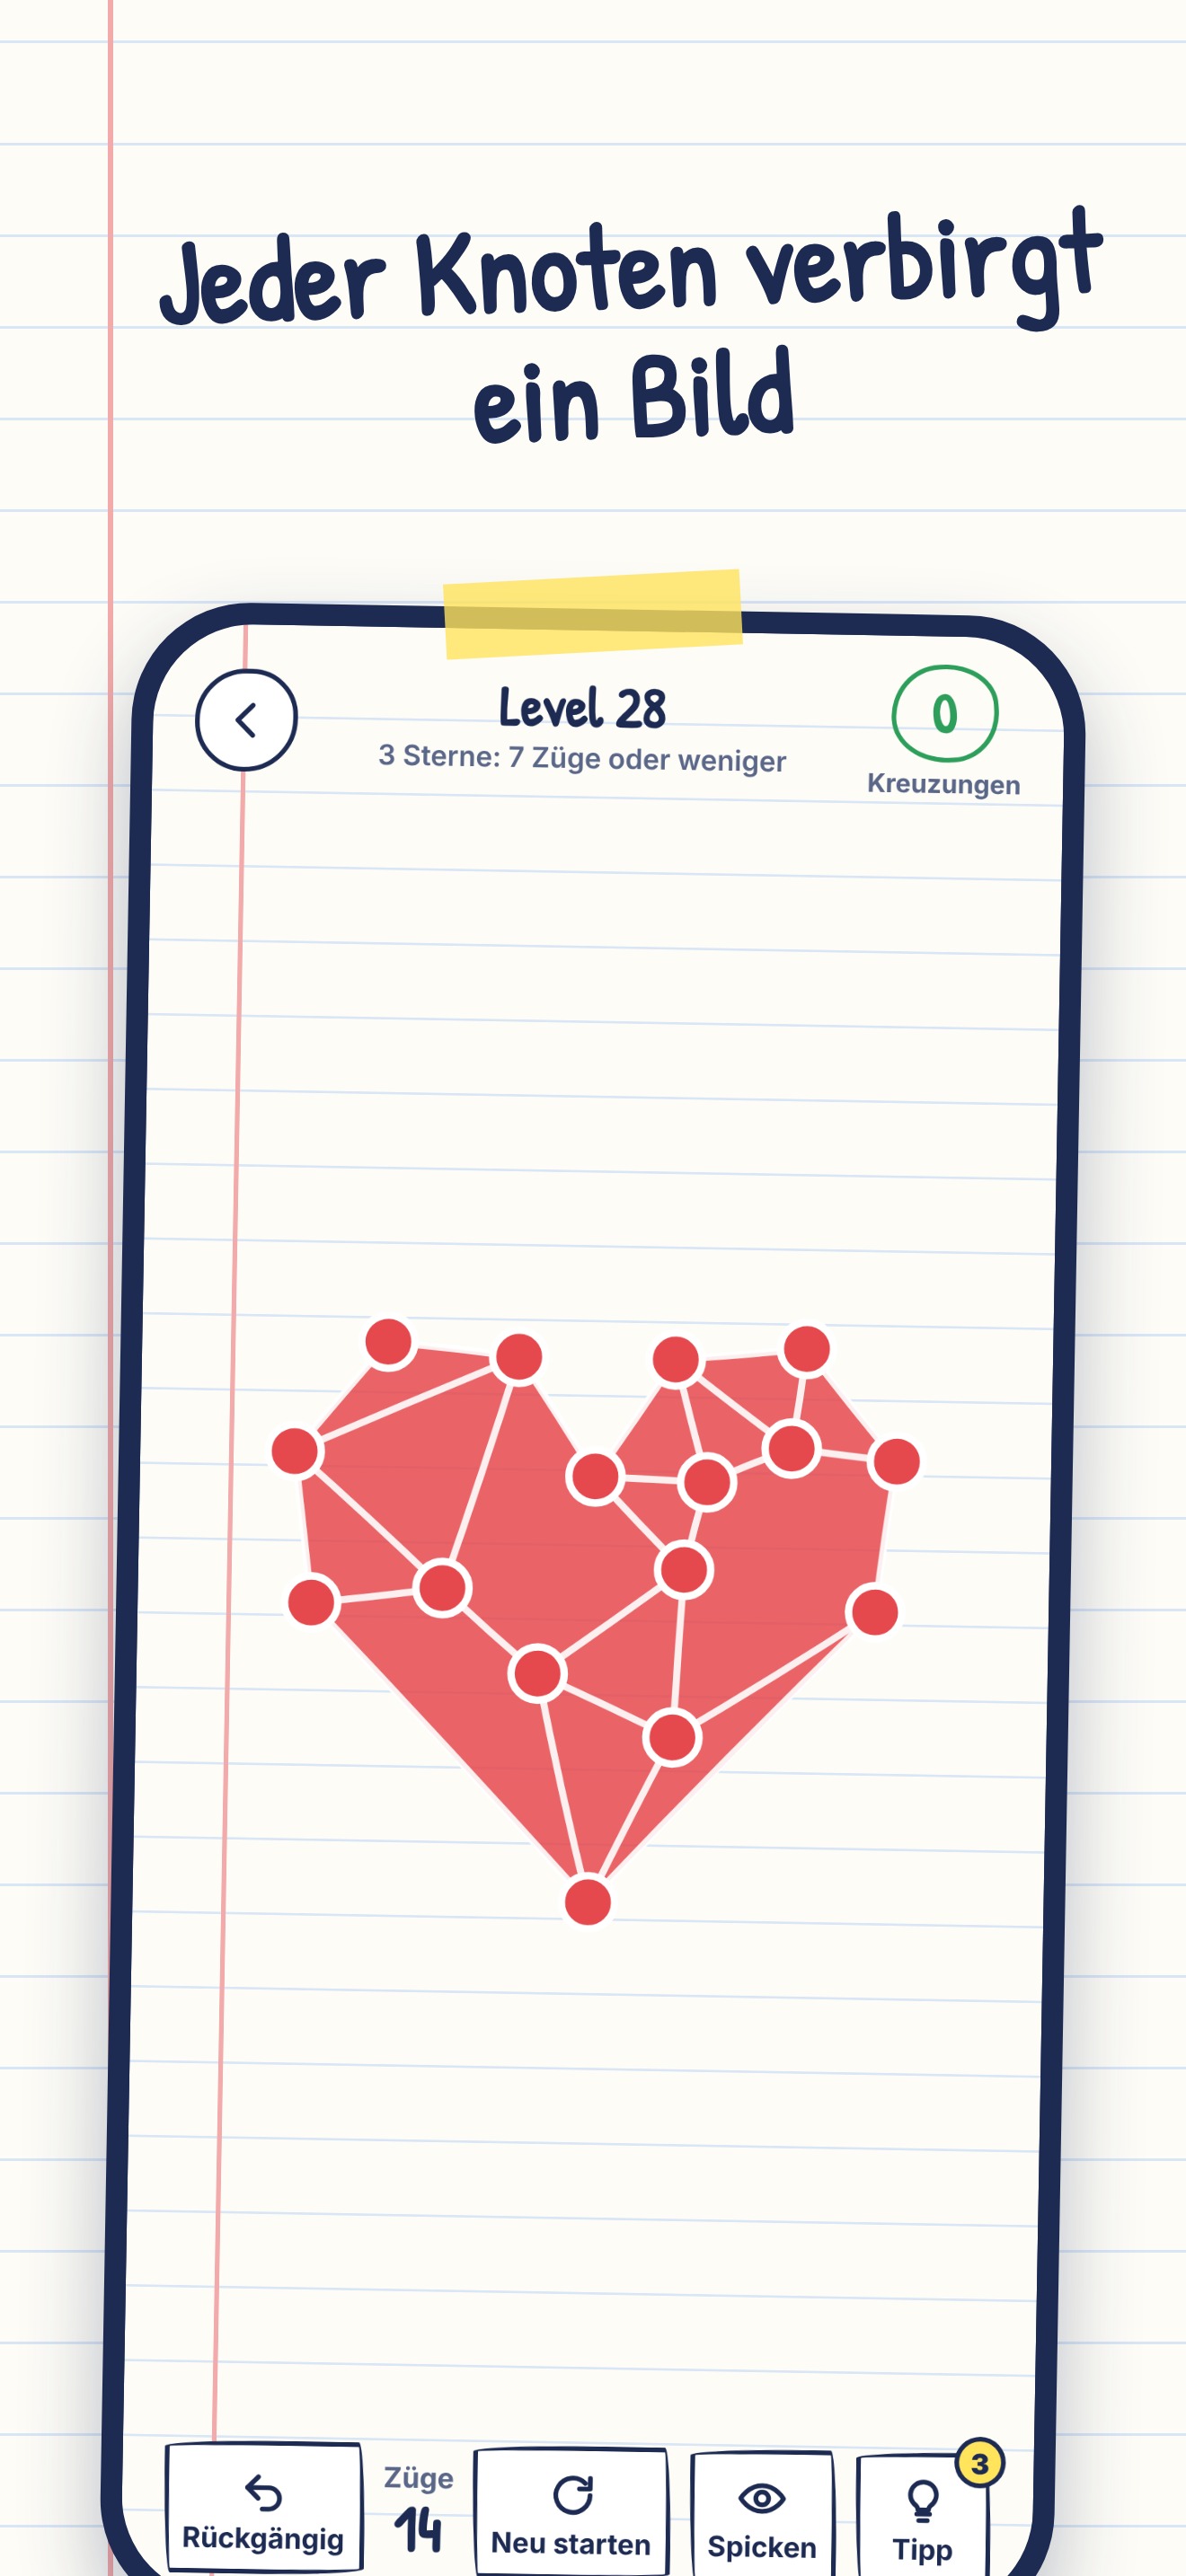 Jeder Knoten verbirgt
ein Bild
Level 28
3 Sterne: 7 Züge oder weniger
0
Kreuzungen
Rückgängig
Züge
14
Neu starten
Spicken
3
Tipp